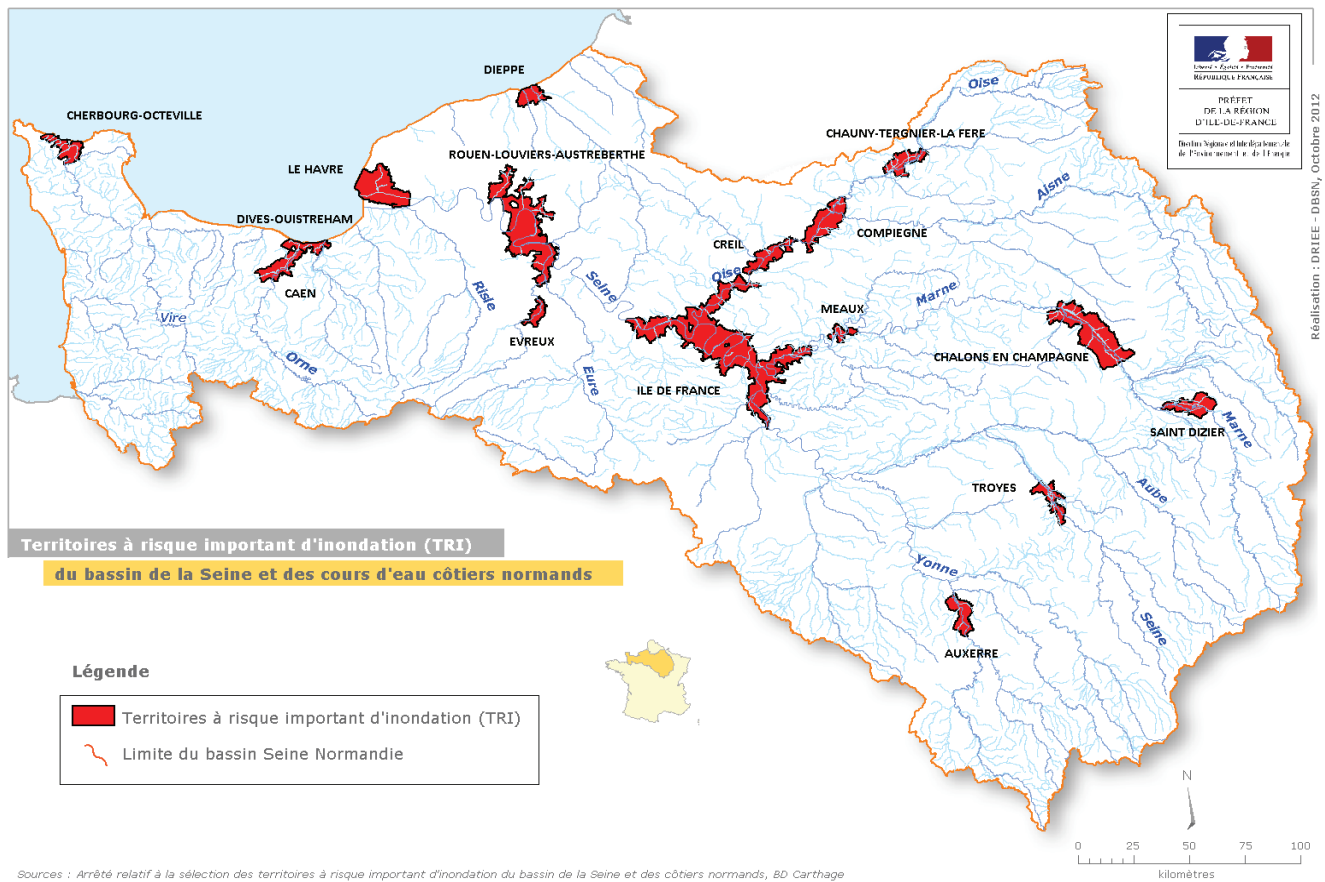 DIEPPE
Oise
CHERBOURG-OCTEVILLE
CHAUNY-TERGNIER-LA FERE
ROUEN-LOUVIERS-AUSTREBERTHE
LE HAVRE
Aisne
DIVES-OUISTREHAM
COMPIEGNE
CREIL
Oise
CAEN
Risle
Seine
Marne
MEAUX
Vire
EVREUX
CHALONS EN CHAMPAGNE
Orne
Eure
ILE DE FRANCE
SAINT DIZIER
Marne
TROYES
Aube
Yonne
Seine
AUXERRE
RÉPUBLIQUE FRANÇAISE
PRÉFET
DE LA RÉGION
D'ILE-DE-FRANCE
Réalisation : DRIEE - DBSN, Octobre 2012
Territoires à risque important d'inondation (TRI)
du bassin de la Seine et des cours d'eau côtiers normands
Légende
Territoires à risque important d'inondation (TRI)
Limite du bassin Seine Normandie
N
0 25 50 75 100
kilomètres
Sources : Arrêté relatif à la sélection des territoires à risque important d'inondation du bassin de la Seine et des côtiers normands, BD Carthage